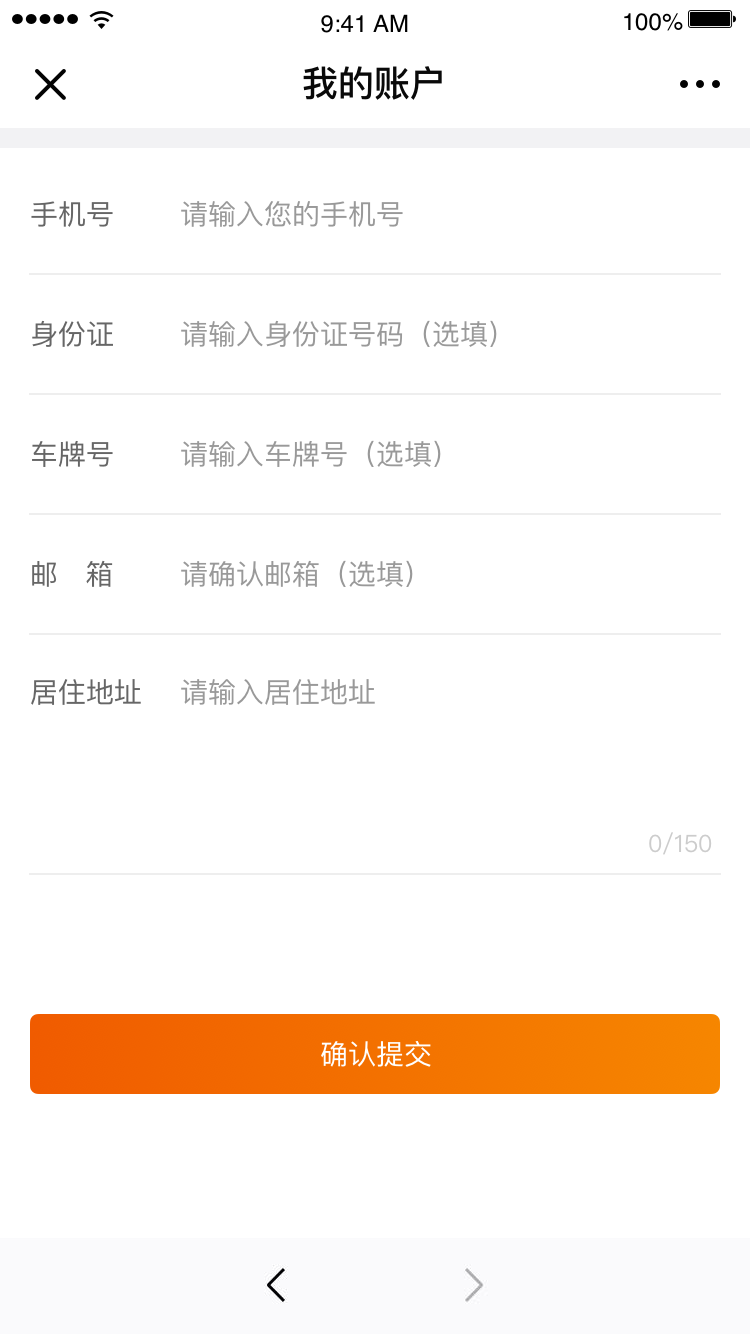 9:41 AM
100%
我的账户
手机号 请输入您的手机号
身份证 请输入身份证号码（选填）
车牌号 请输入车牌号（选填）
邮 箱 请确认邮箱（选填）
居住地址 请输入居住地址
0/150
确认提交